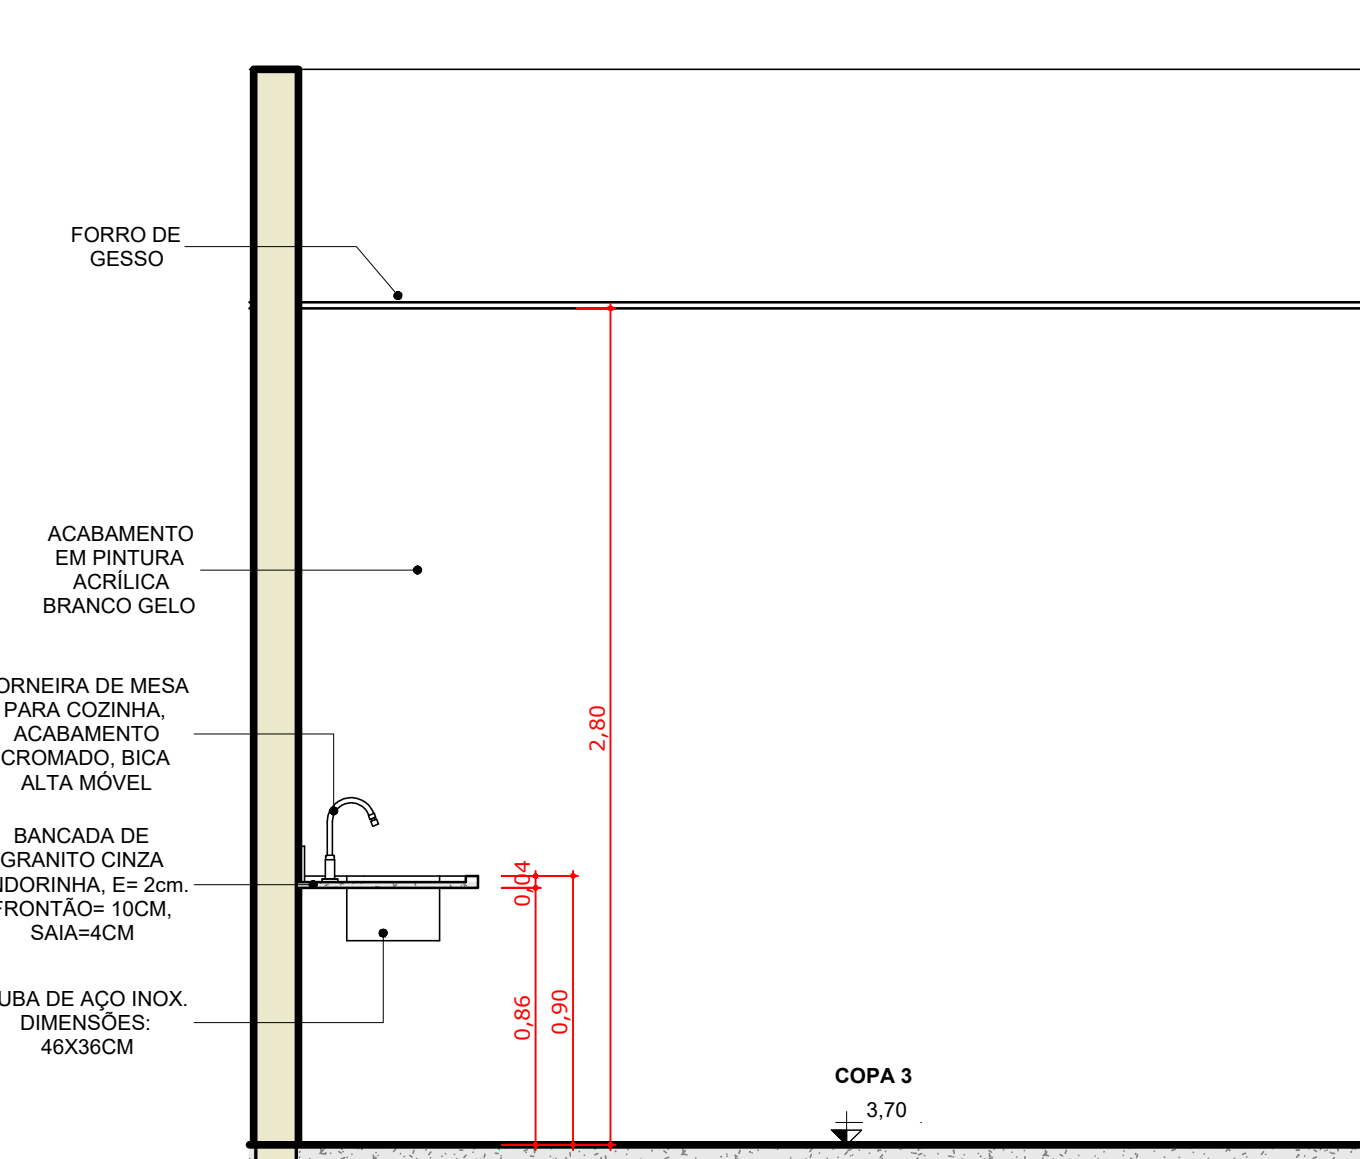 FORRO DE
GESSO
ACABAMENTO
EM PINTURA
ACRÍLICA
BRANCO GELO
ORNEIRA DE MESA
PARA COZINHA,
ACABAMENTO
CROMADO, BICA
ALTA MÓVEL
BANCADA DE
GRANITO CINZA
NDORINHA, E= 2cm.
FRONTÃO= 10CM,
SAIA=4CM
UBA DE AÇO INOX.
DIMENSÕES:
46X36CM
2,80
0,04
0,86
0,90
COPA 3
3,70